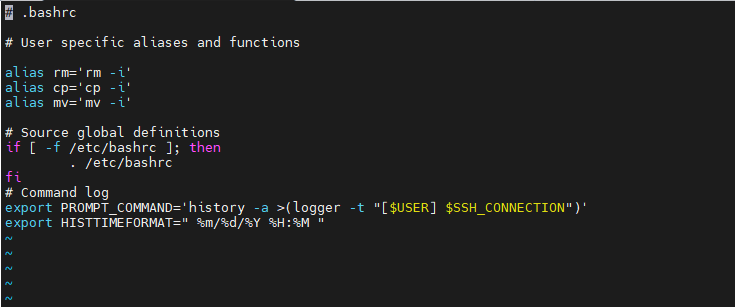 # .bashrc
# User specific aliases and functions
alias rm='rm -i'
alias cp='cp -i'
alias mv='mv -i'
# Source global definitions
if [ -f /etc/bashrc ]; then
        . /etc/bashrc
fi
# Command log
export PROMPT_COMMAND='history -a >(logger -t "[$USER] $SSH_CONNECTION")'
export HISTTIMEFORMAT=" %m/%d/%Y %H:%M "
~
~
~
~
~